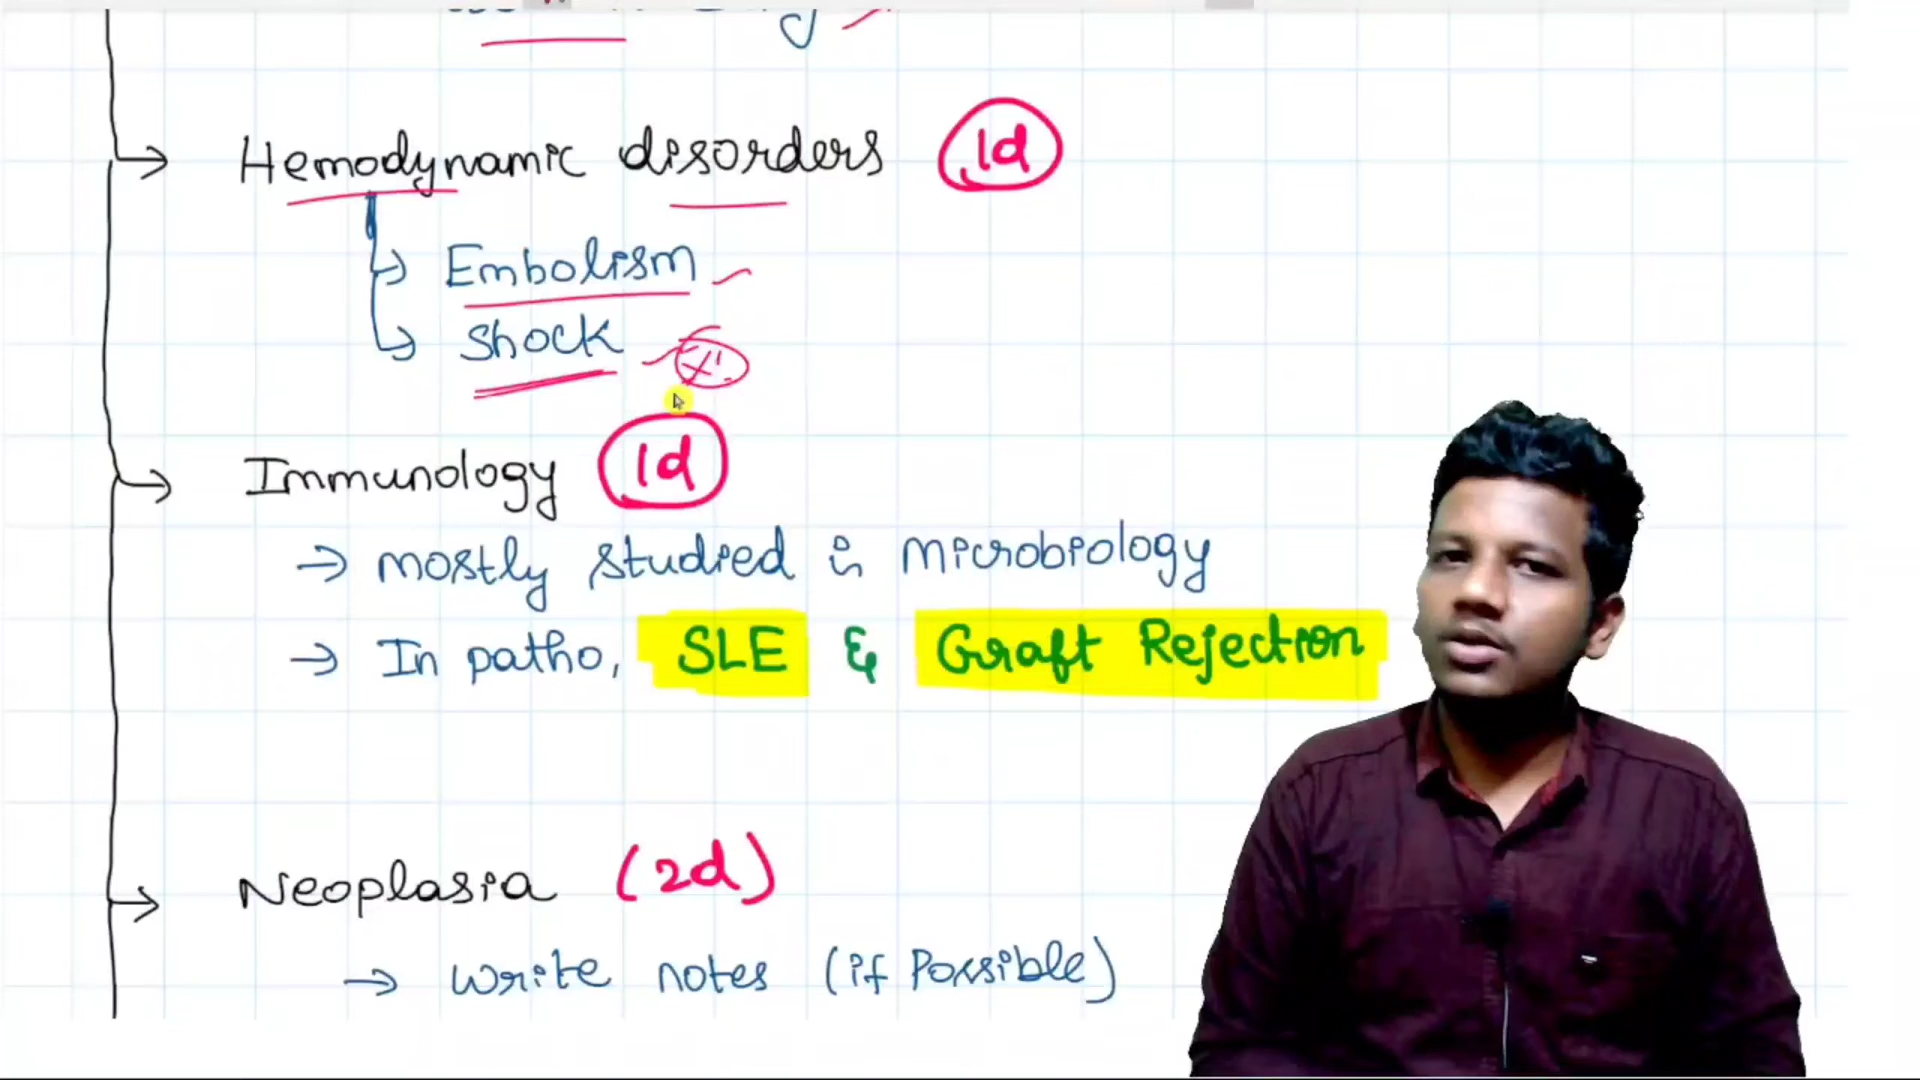 Hemodynamic disorders 1d
→ Embolism
→ Shock
Immunology 1d
→ mostly studied in microbiology
→ In patho, SLE & Graft Rejection
Neoplasia (2d)
→ write notes (if Possible)